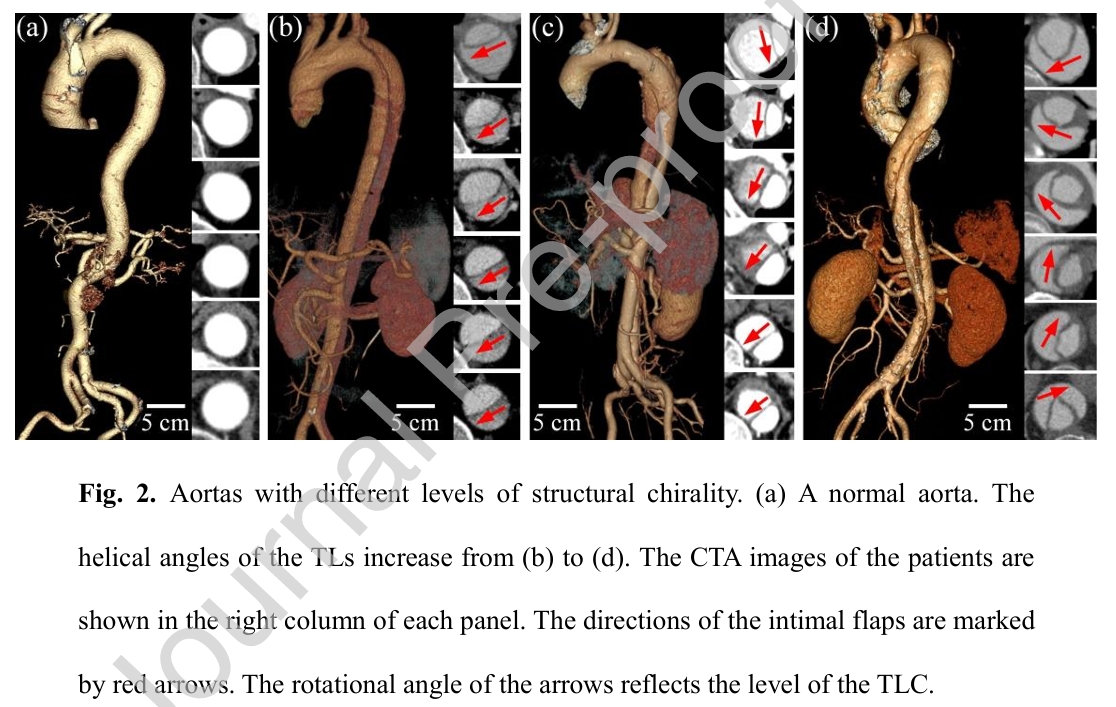 (a) (b) (c) (d)
5 cm 5 cm 5 cm 5 cm
Fig. 2. Aortas with different levels of structural chirality. (a) A normal aorta. The
helical angles of the TLs increase from (b) to (d). The CTA images of the patients are
shown in the right column of each panel. The directions of the intimal flaps are marked
by red arrows. The rotational angle of the arrows reflects the level of the TLC.
Journal Pre-proo